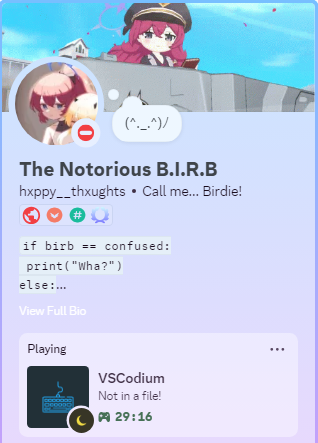 (^._.^)ﾉ
The Notorious B.I.R.B
hxppy__thxughts • Call me... Birdie!
if birb == confused:
print("Wha?")
else:...
View Full Bio
Playing
VSCodium
Not in a file!
29:16